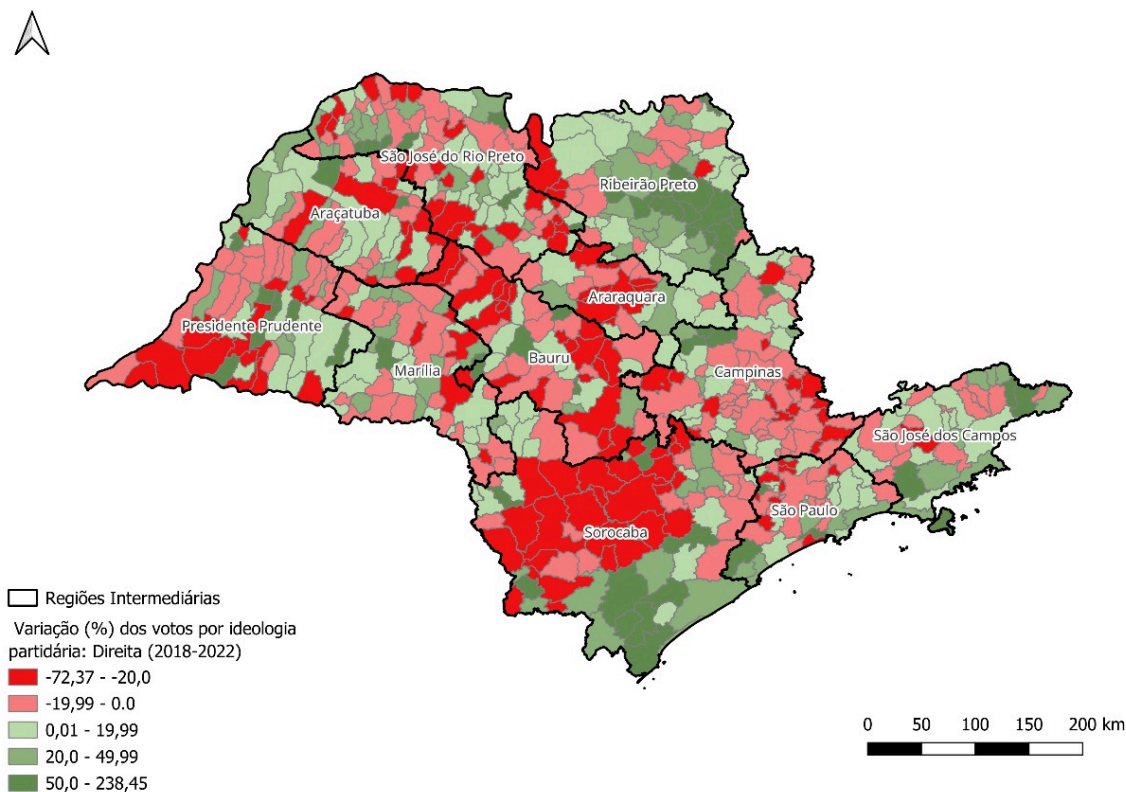 São José do Rio Preto
Ribeirão Preto
Araçatuba
Araraquara
Presidente Prudente
Bauru
Marília
Campinas
São José dos Campos
São Paulo
Sorocaba
Regiões Intermediárias
Variação (%) dos votos por ideologia
partidária: Direita (2018-2022)
-72,37 - -20,0
-19,99 - 0.0
0,01 - 19,99
20,0 - 49,99
50,0 - 238,45
0 50 100 150 200 km